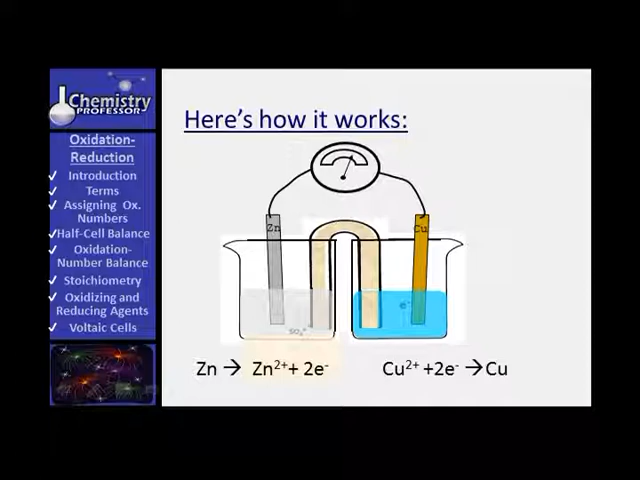 Chemistry
PROFESSOR
Oxidation-
Reduction
✓ Introduction
✓ Terms
✓ Assigning Ox.
Numbers
✓ Half-Cell Balance
✓ Oxidation-
Number Balance
✓ Stoichiometry
✓ Oxidizing and
Reducing Agents
✓ Voltaic Cells
Here's how it works:
Zn
Cu
e⁻
Zn → Zn²⁺+ 2e⁻
Cu²⁺ +2e⁻ →Cu